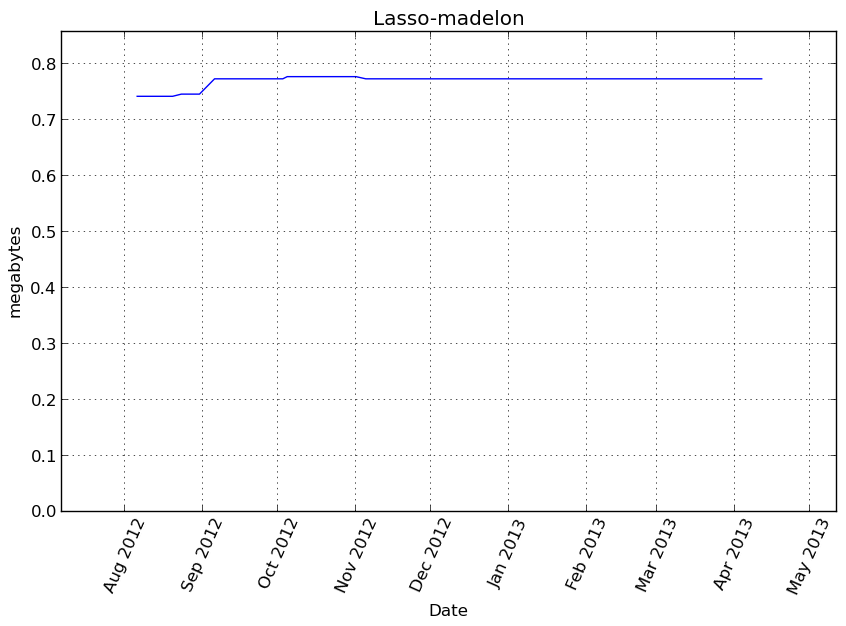 Lasso-madelon
0.8
0.7
0.6
0.5
0.4
0.3
0.2
0.1
0.0
megabytes
Aug 2012
Sep 2012
Oct 2012
Nov 2012
Dec 2012
Jan 2013
Feb 2013
Mar 2013
Apr 2013
May 2013
Date